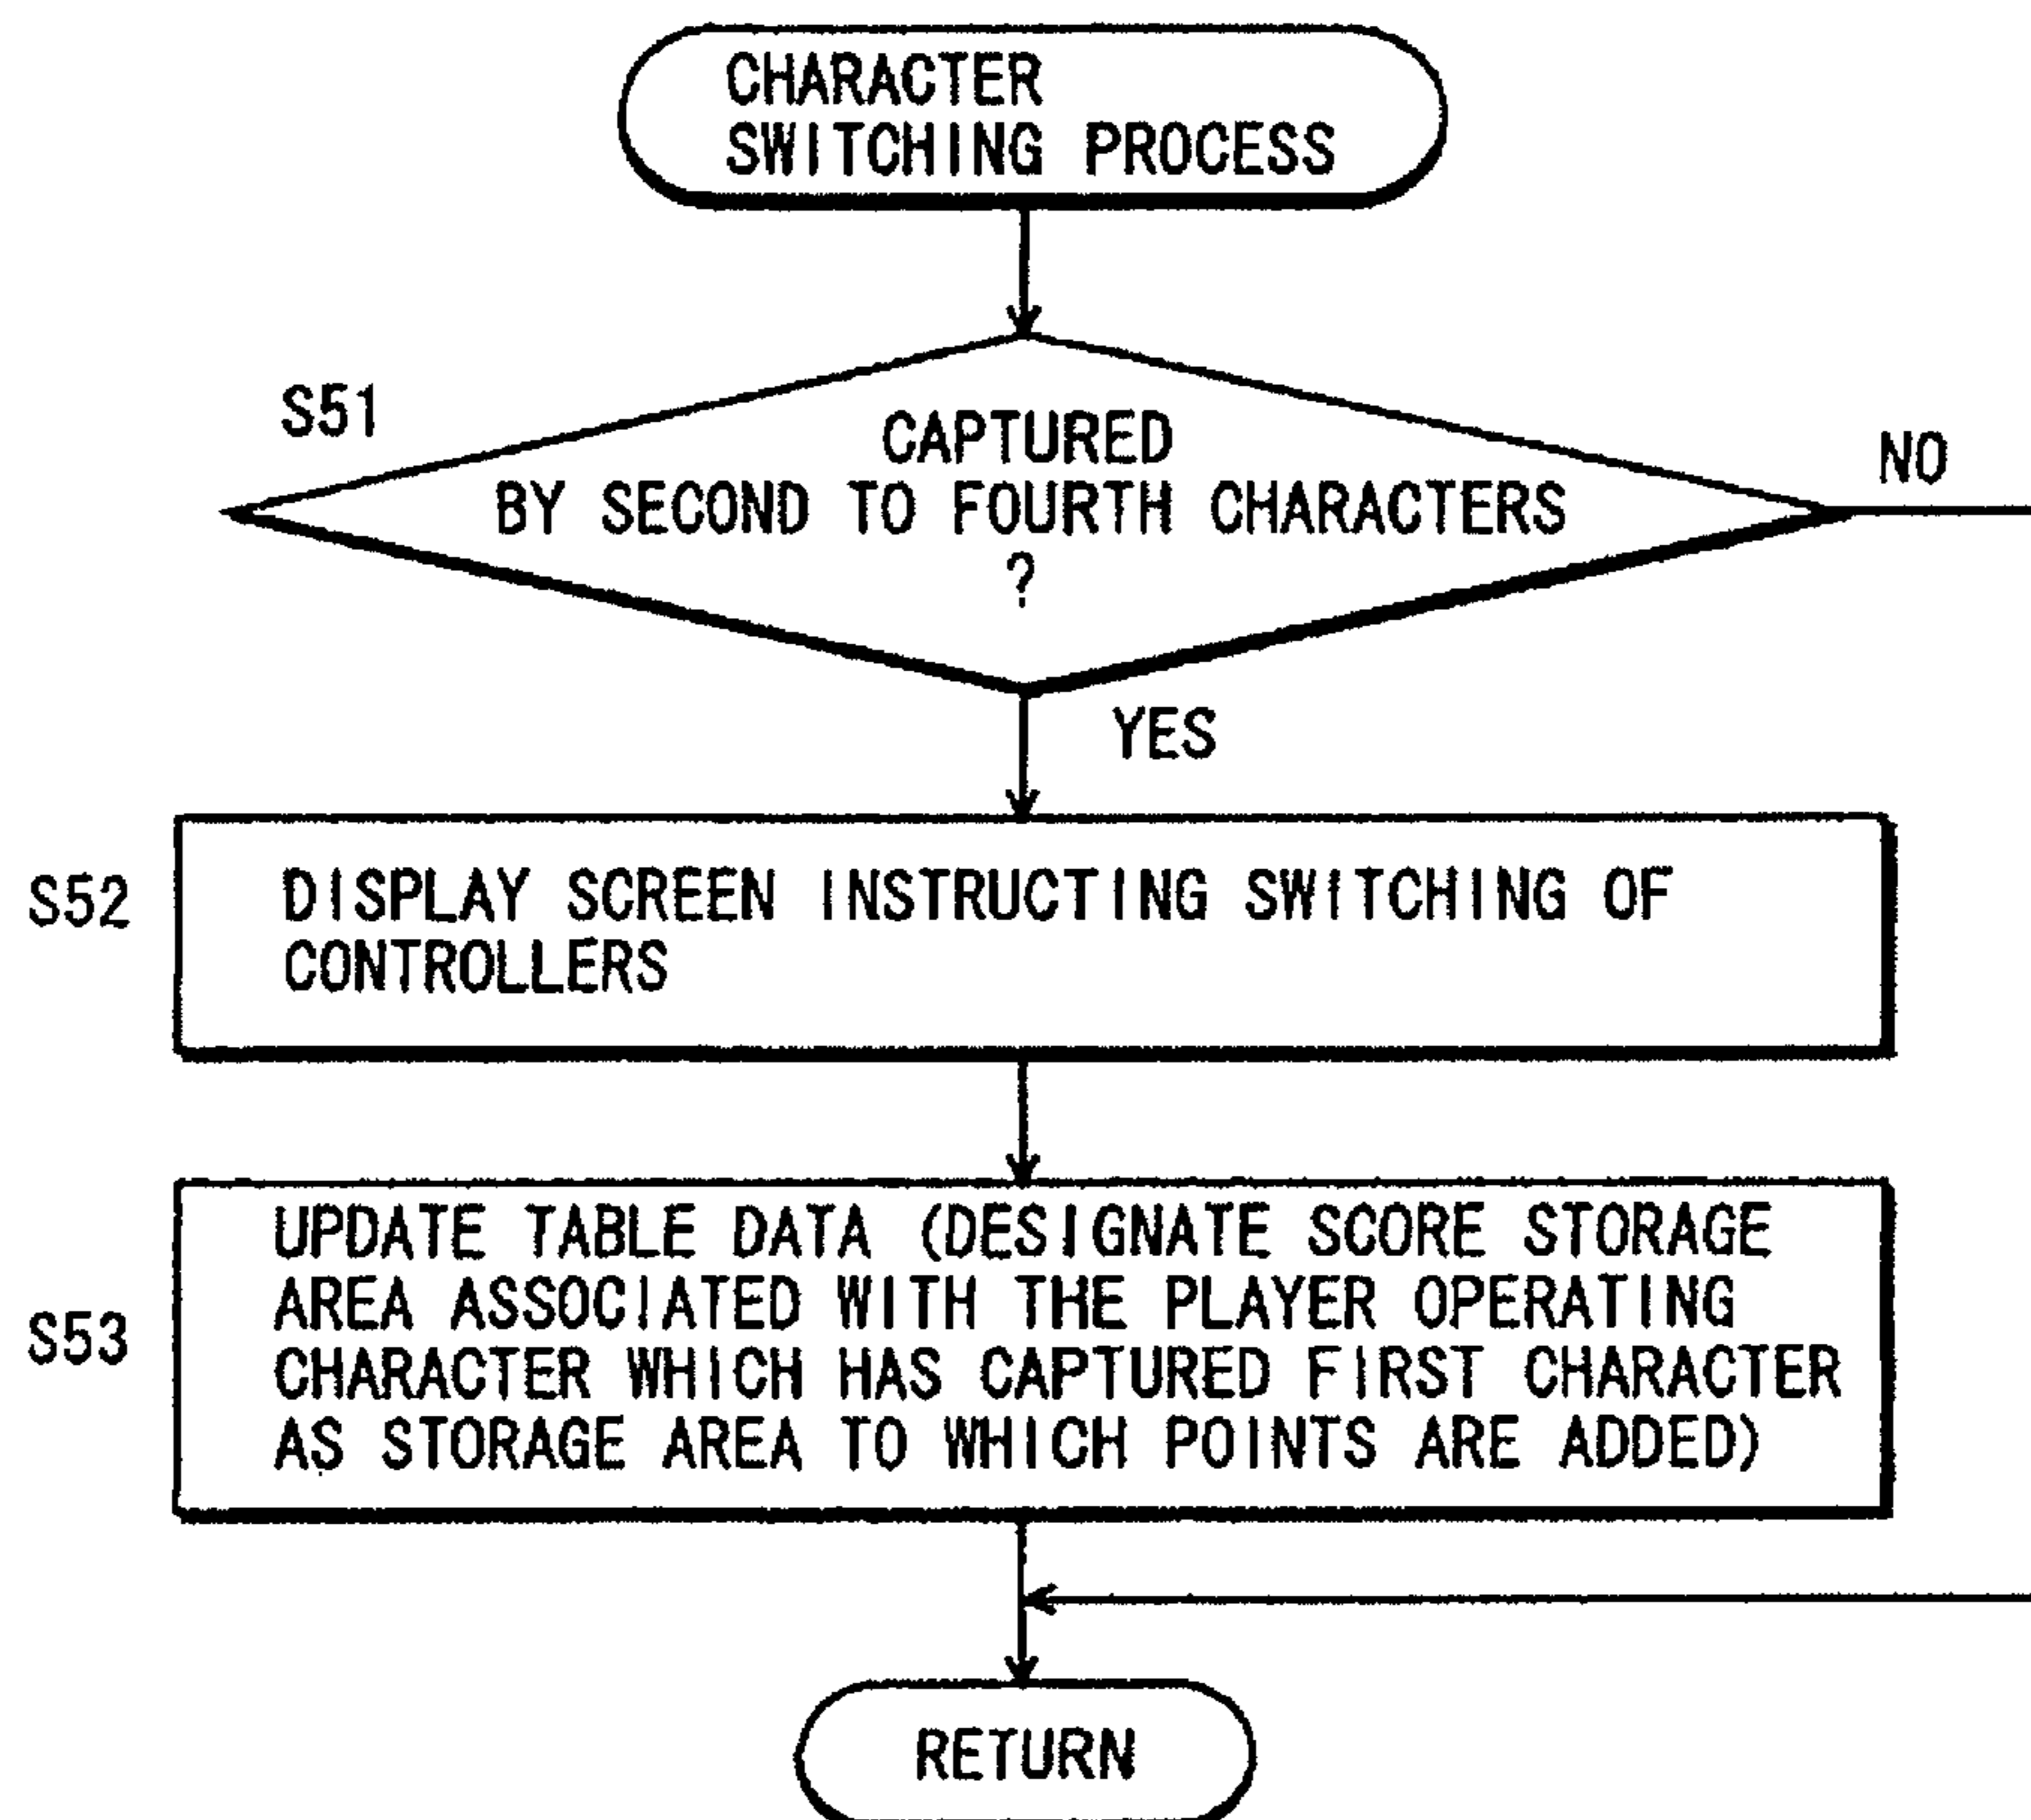 CHARACTER
SWITCHING PROCESS
S51
CAPTURED
BY SECOND TO FOURTH CHARACTERS
?
NO
YES
S52
DISPLAY SCREEN INSTRUCTING SWITCHING OF
CONTROLLERS
S53
UPDATE TABLE DATA (DESIGNATE SCORE STORAGE
AREA ASSOCIATED WITH THE PLAYER OPERATING
CHARACTER WHICH HAS CAPTURED FIRST CHARACTER
AS STORAGE AREA TO WHICH POINTS ARE ADDED)
RETURN